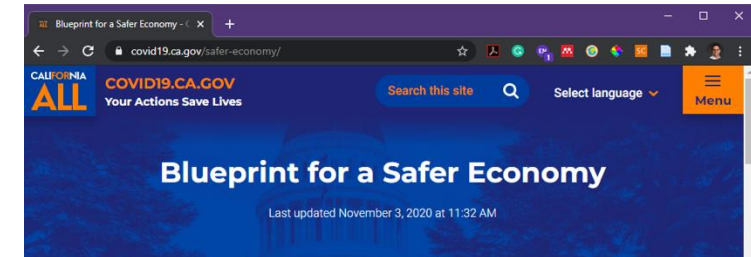 Blueprint for a Safer Economy - C
covid19.ca.gov/safer-economy/
CALIFORNIA
ALL
COVID19.CA.GOV
Your Actions Save Lives
Search this site
Select language
Menu
Blueprint for a Safer Economy
Last updated November 3, 2020 at 11:32 AM